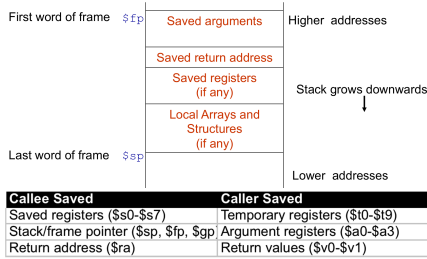 First word of frame $fp Saved arguments Higher addresses
Saved return address
Saved registers
(if any)
Stack grows downwards
Local Arrays and
Structures
(if any)
Last word of frame $sp
Lower addresses
Callee Saved Caller Saved
Saved registers ($s0-$s7) Temporary registers ($t0-$t9)
Stack/frame pointer ($sp, $fp, $gp Argument registers ($a0-$a3)
Return address ($ra) Return values ($v0-$v1)